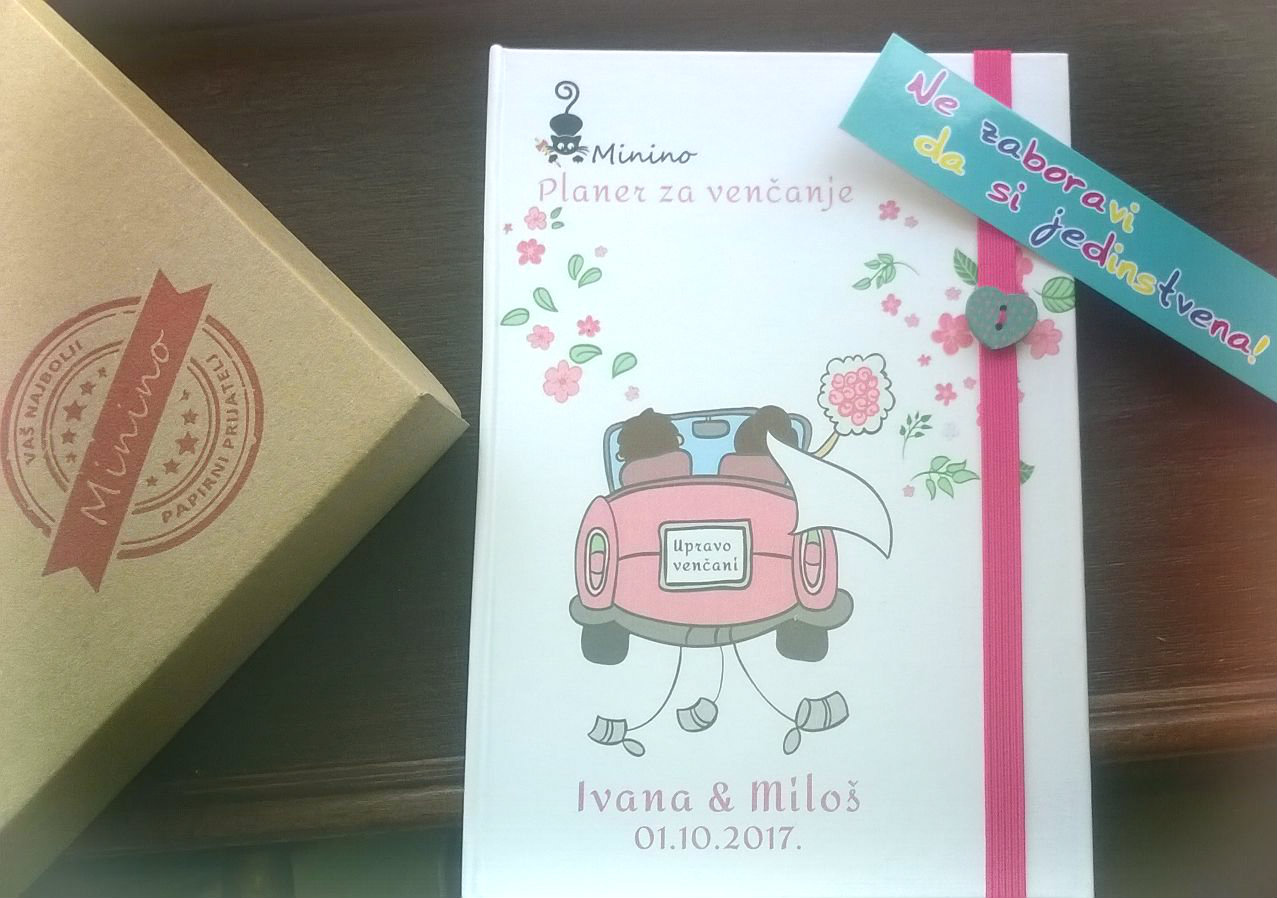 Minino
Planer za venčanje
Upravo
venčani
Ivana & Miloš
01.10.2017.
Ne zaboravi
da si jedinstvena!
VAŠ NAJBOLJI
Minino
PAPIRNI PRIJATELJ